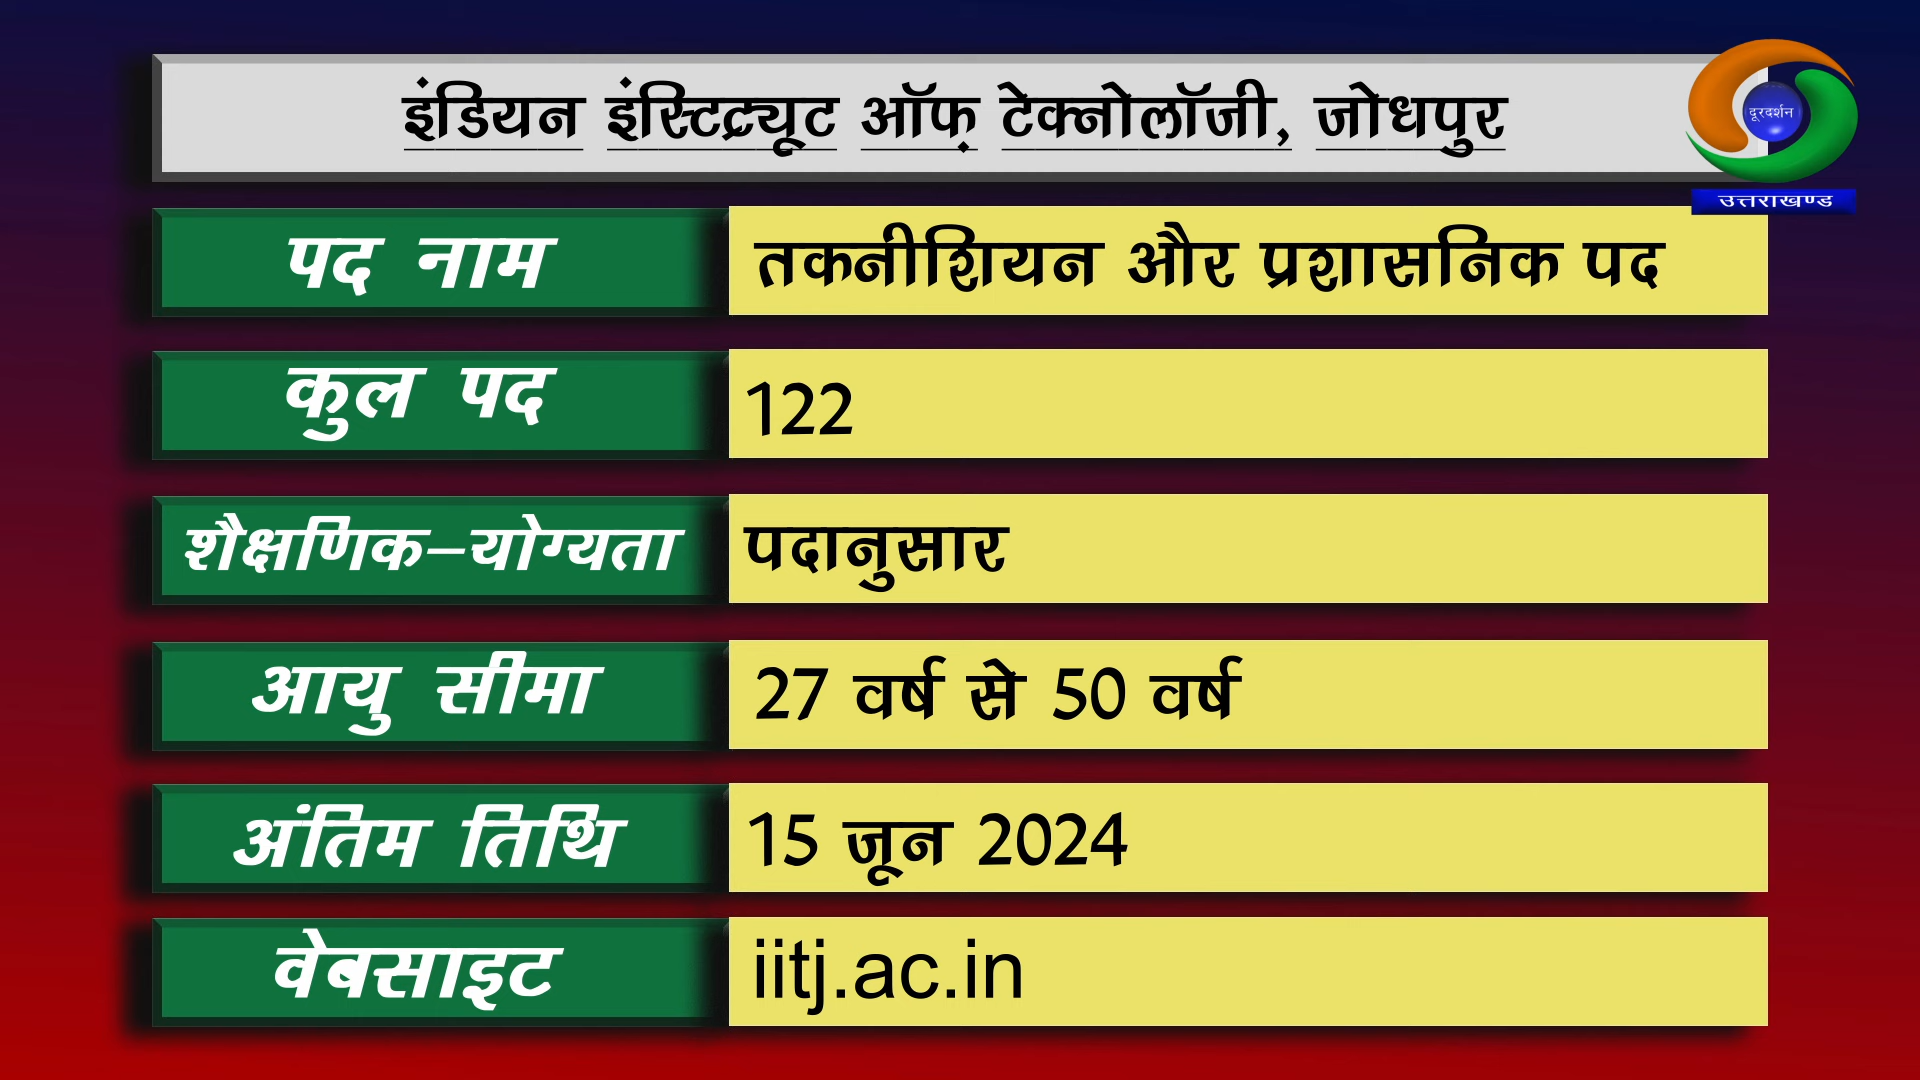 इंडियन इंस्टिट्यूट ऑफ़ टेक्नोलॉजी, जोधपुर
दूरदर्शन
उत्तराखण्ड
पद नाम तकनीशियन और प्रशासनिक पद
कुल पद 122
शैक्षणिक–योग्यता पदानुसार
आयु सीमा 27 वर्ष से 50 वर्ष
अंतिम तिथि 15 जून 2024
वेबसाइट iitj.ac.in